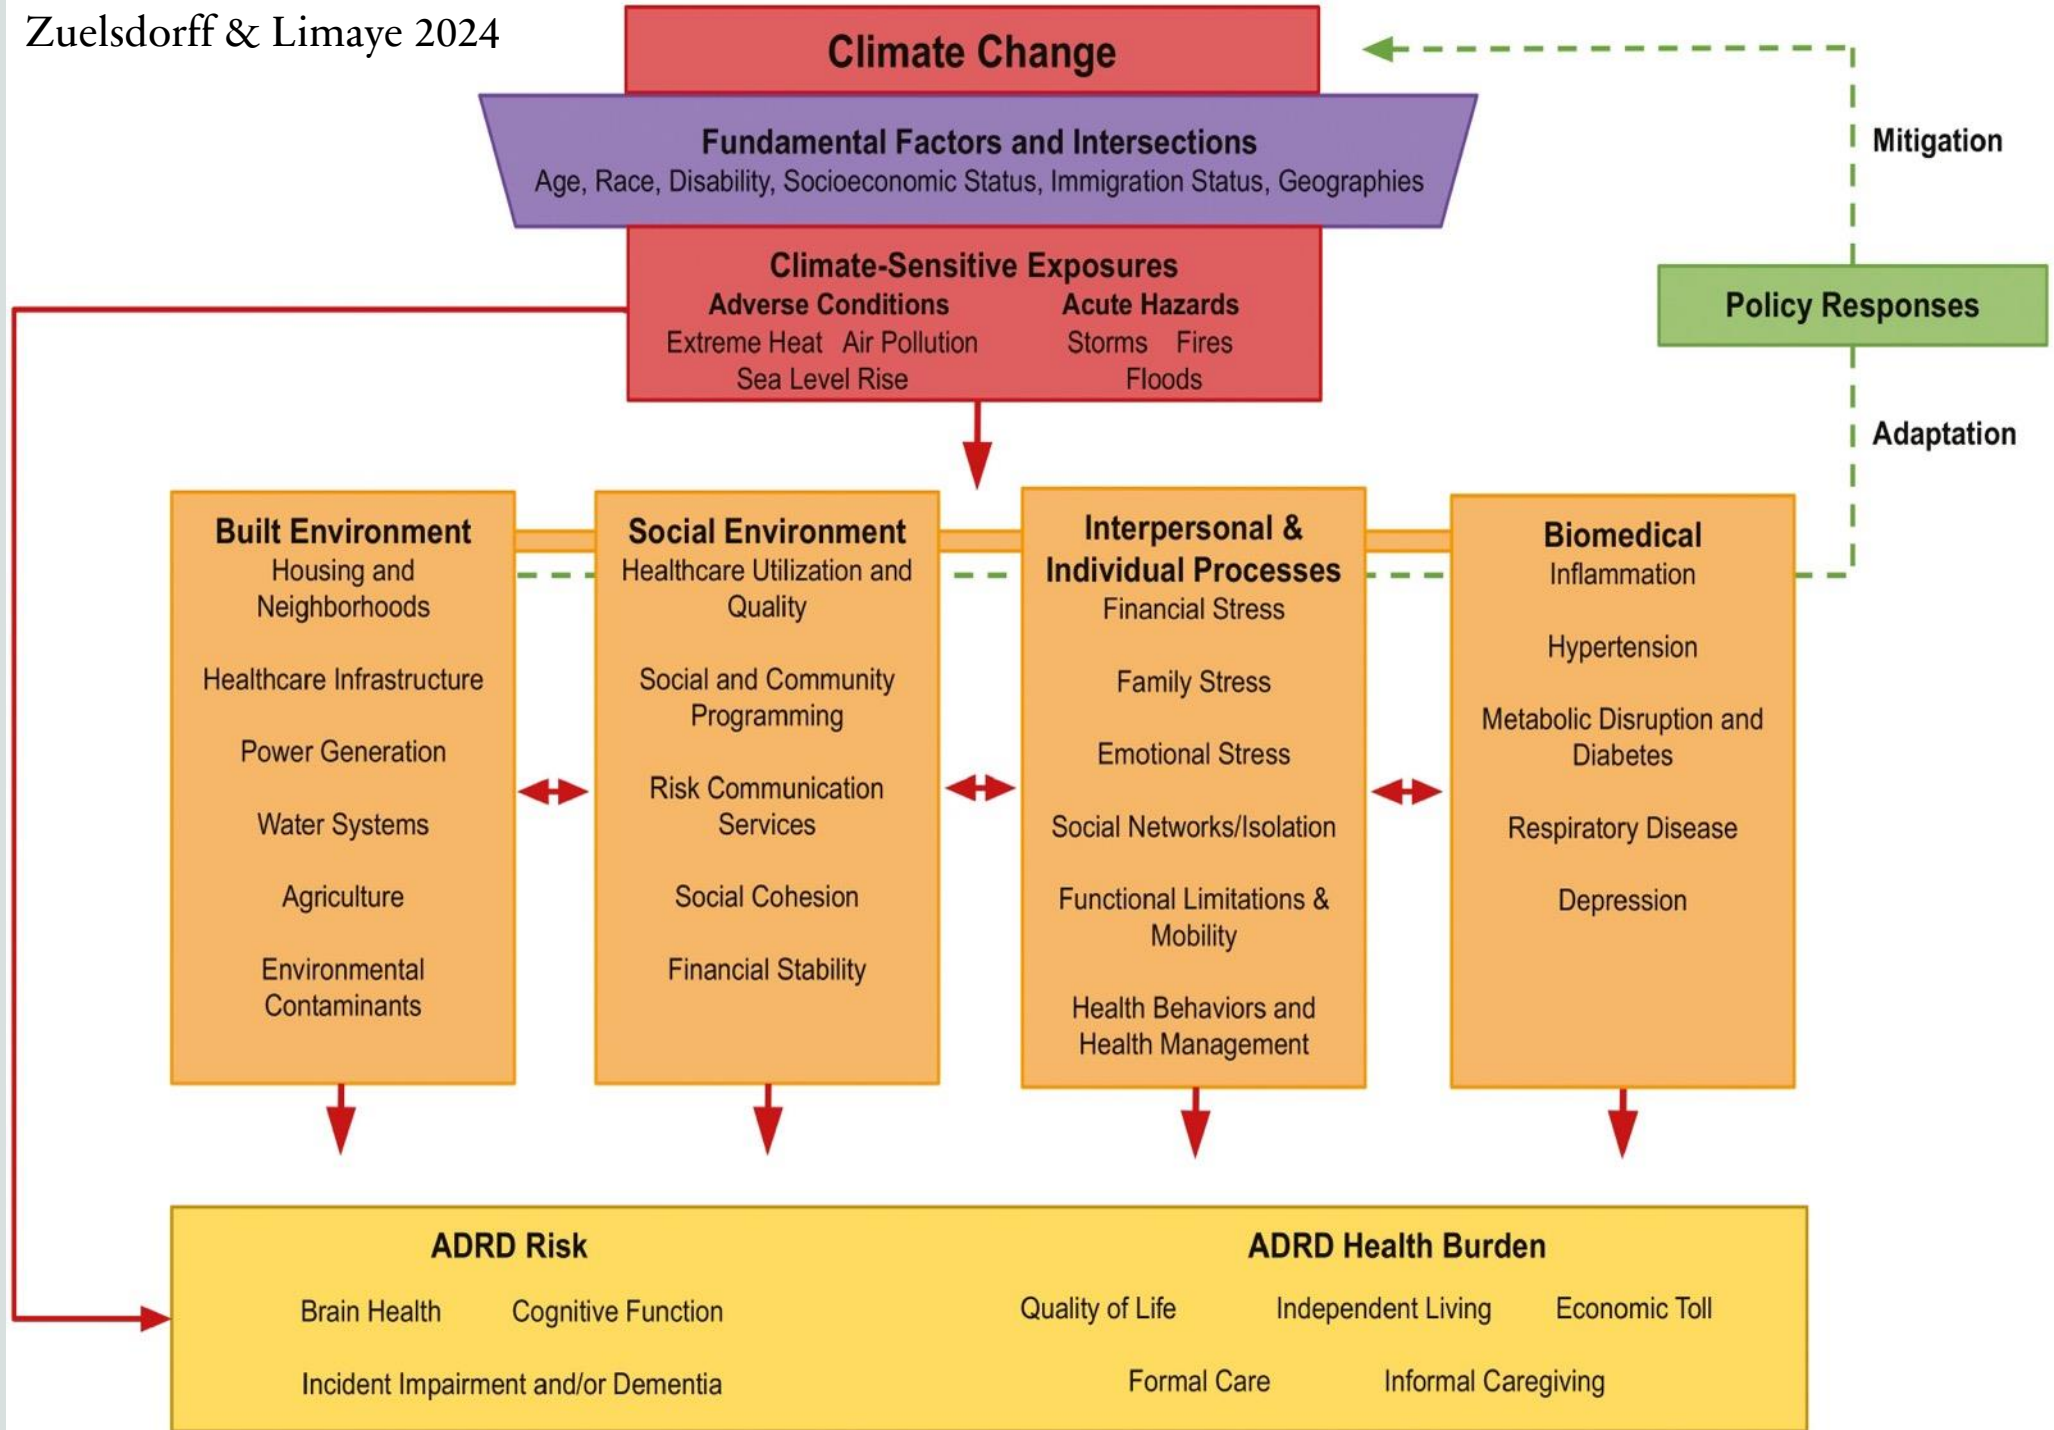 Zuelsdorff & Limaye 2024
Climate Change
Fundamental Factors and Intersections
Age, Race, Disability, Socioeconomic Status, Immigration Status, Geographies
Mitigation
Climate-Sensitive Exposures
Adverse Conditions
Extreme Heat Air Pollution
Sea Level Rise
Acute Hazards
Storms Fires
Floods
Policy Responses
Adaptation
Built Environment
Housing and
Neighborhoods
Healthcare Infrastructure
Power Generation
Water Systems
Agriculture
Environmental
Contaminants
Social Environment
Healthcare Utilization and
Quality
Social and Community
Programming
Risk Communication
Services
Social Cohesion
Financial Stability
Interpersonal &
Individual Processes
Financial Stress
Family Stress
Emotional Stress
Social Networks/Isolation
Functional Limitations &
Mobility
Health Behaviors and
Health Management
Biomedical
Inflammation
Hypertension
Metabolic Disruption and
Diabetes
Respiratory Disease
Depression
ADRD Risk
Brain Health Cognitive Function
Incident Impairment and/or Dementia
ADRD Health Burden
Quality of Life Independent Living Economic Toll
Formal Care Informal Caregiving